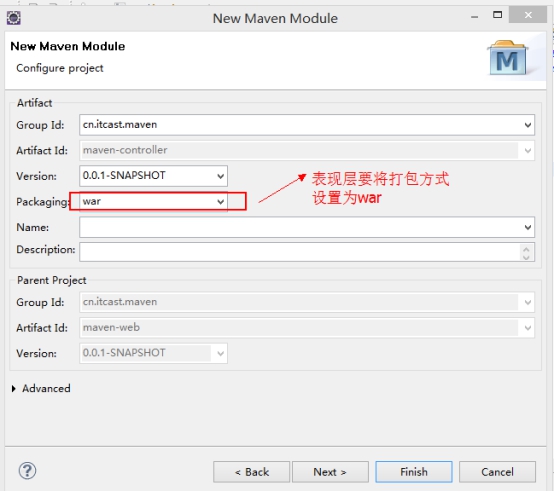 New Maven Module
New Maven Module
Configure project
M
Artifact
Group Id: cn.itcast.maven
Artifact Id: maven-controller
Version: 0.0.1-SNAPSHOT
Packaging: war
表现层要将打包方式
设置为war
Name:
Description:
Parent Project
Group Id: cn.itcast.maven
Artifact Id: maven-web
Version: 0.0.1-SNAPSHOT
Advanced
? < Back Next > Finish Cancel